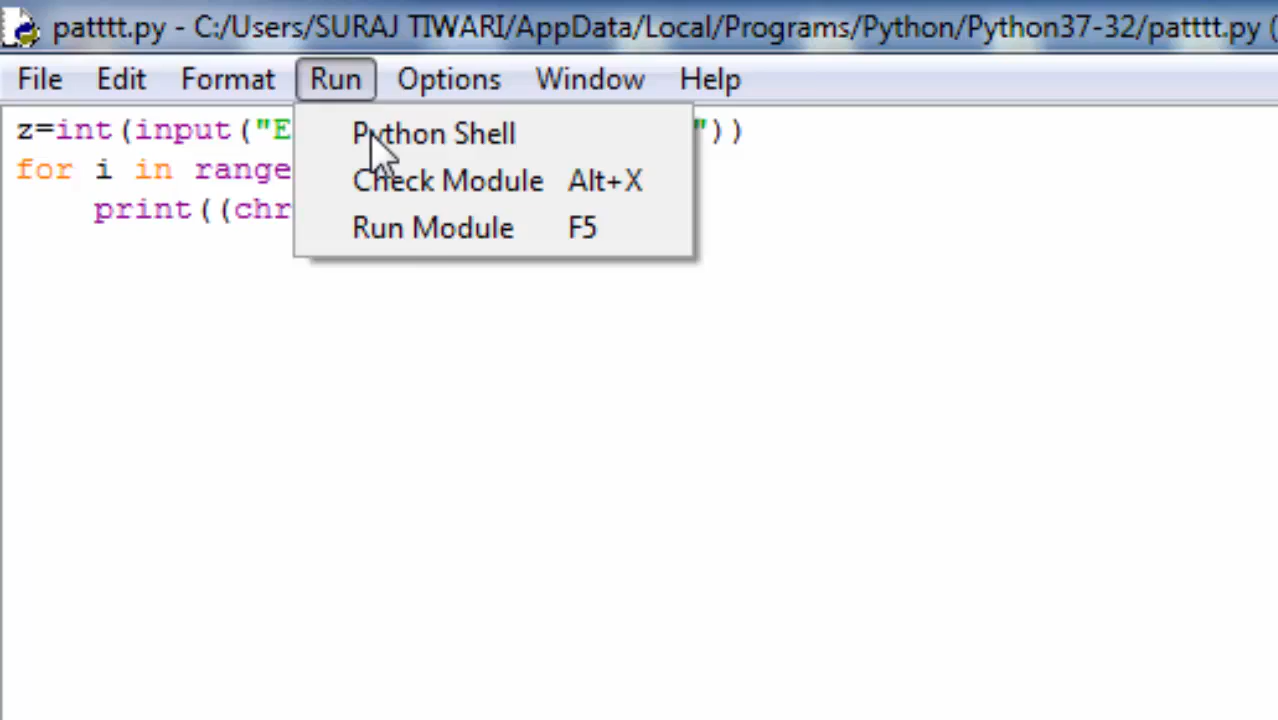 patttt.py - C:/Users/SURAJ TIWARI/AppData/Local/Programs/Python/Python37-32/patttt.py (
File Edit Format Run Options Window Help
z=int(input("E "))
for i in range
print((chr
Python Shell
Check Module Alt+X
Run Module F5